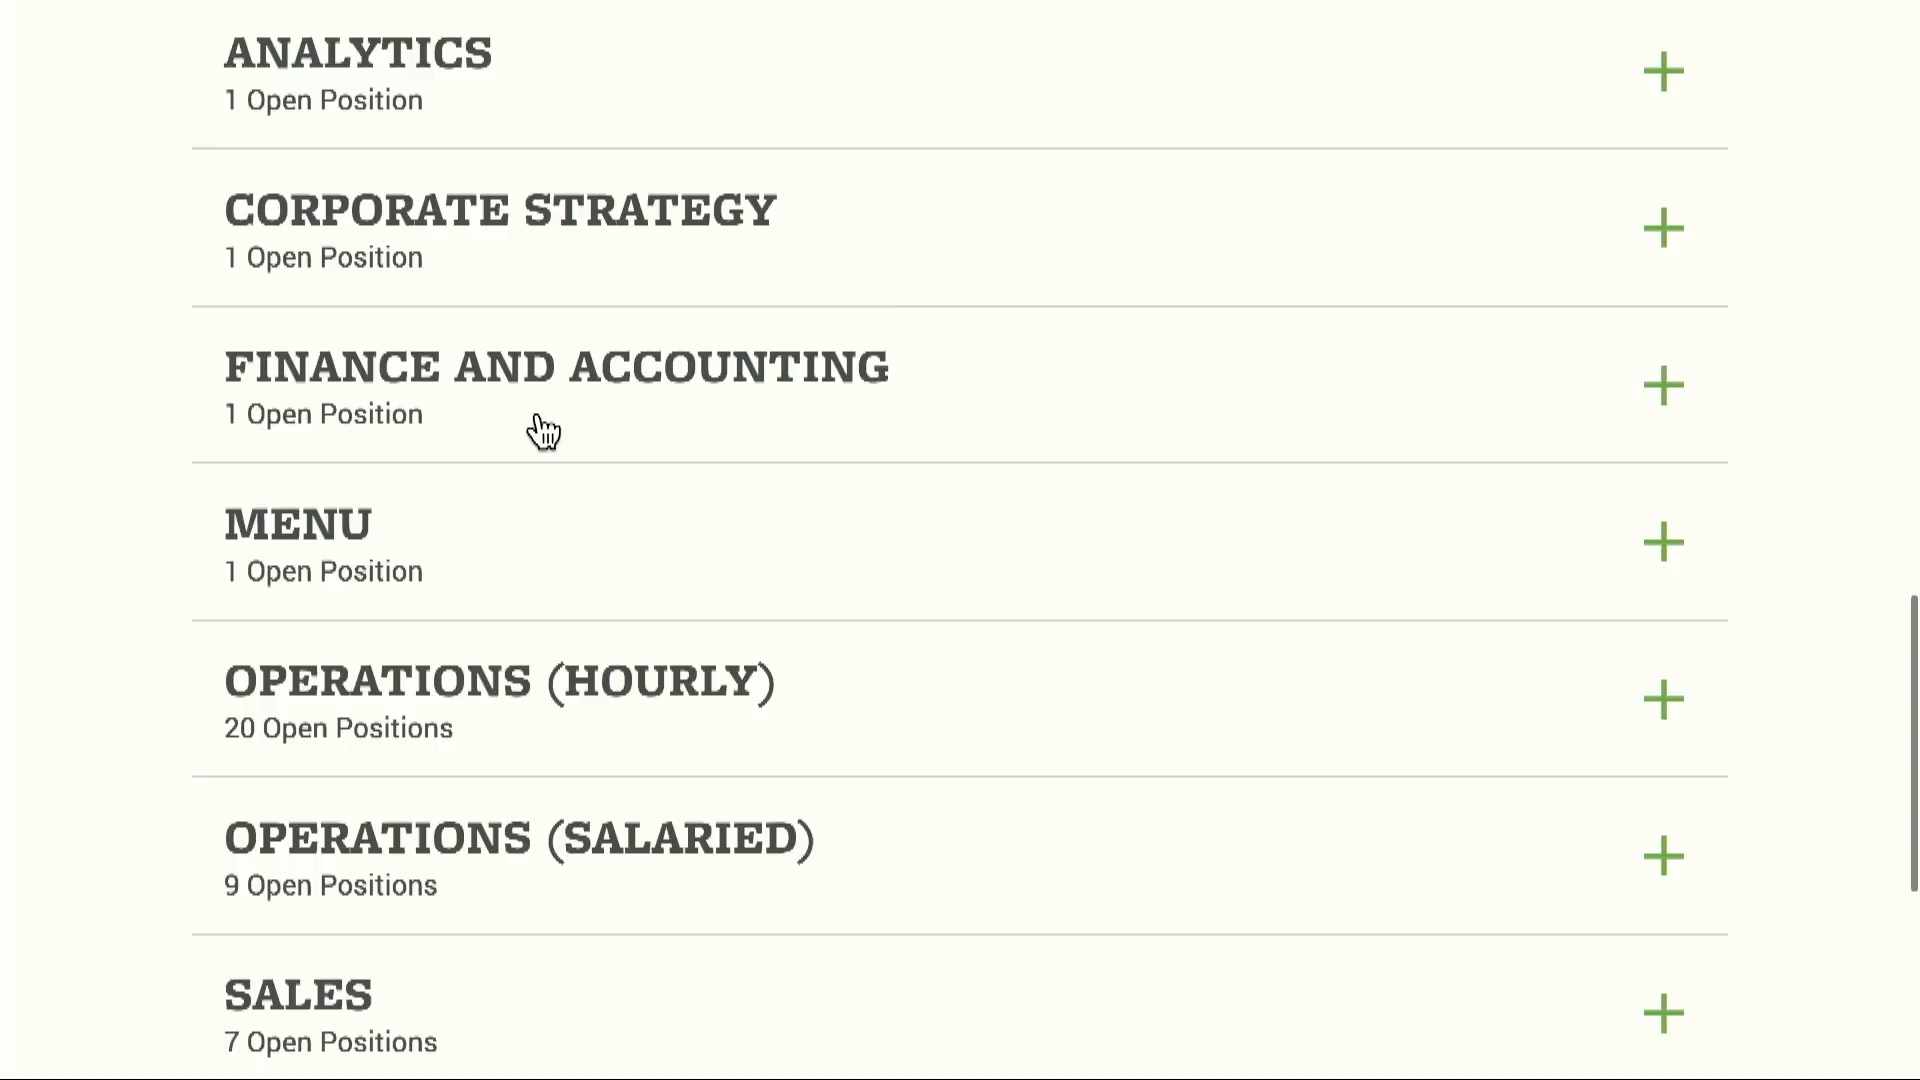 ANALYTICS
1 Open Position
CORPORATE STRATEGY
1 Open Position
FINANCE AND ACCOUNTING
1 Open Position
MENU
1 Open Position
OPERATIONS (HOURLY)
20 Open Positions
OPERATIONS (SALARIED)
9 Open Positions
SALES
7 Open Positions